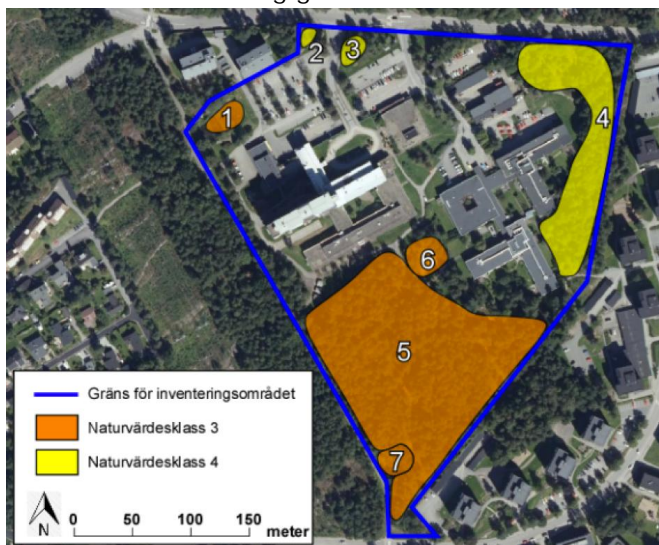 2
3
1
4
6
5
7
Gräns för inventeringsområdet
Naturvärdesklass 3
Naturvärdesklass 4
N
0 50 100 150 meter